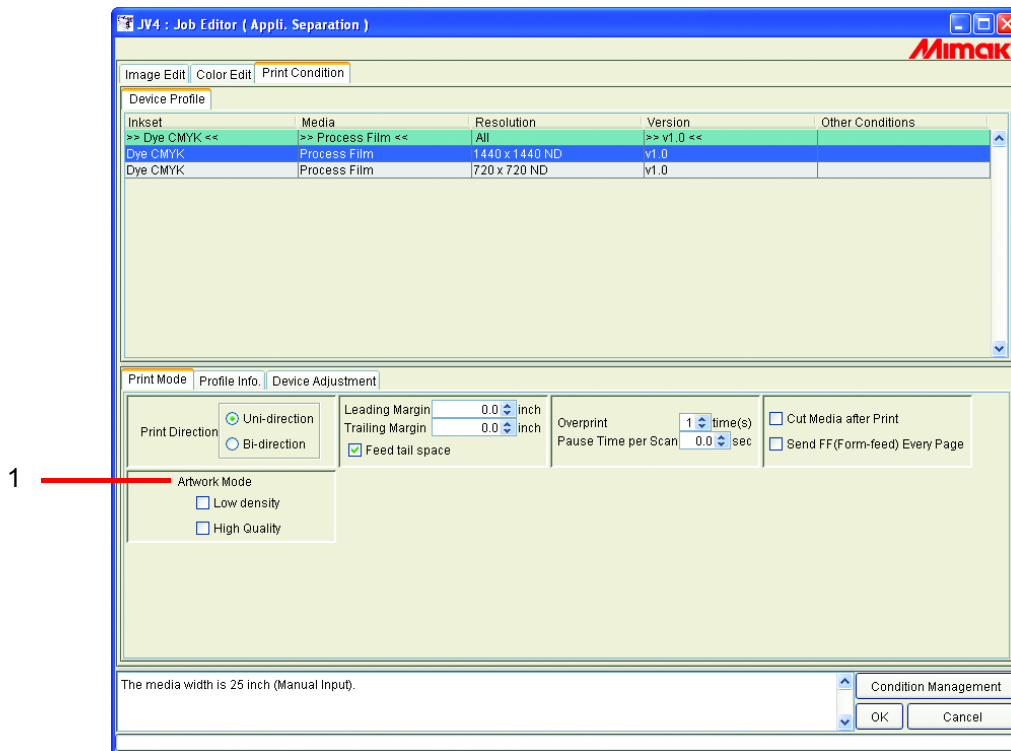 JV4 : Job Editor ( Appli. Separation )
Mimaki
Image Edit Color Edit Print Condition
Device Profile
Inkset Media Resolution Version Other Conditions
>> Dye CMYK << >> Process Film << All >> v1.0 <<
Dye CMYK Process Film 1440 x 1440 ND v1.0
Dye CMYK Process Film 720 x 720 ND v1.0
Print Mode Profile Info. Device Adjustment
Print Direction
Uni-direction
Bi-direction
Leading Margin 0.0 inch
Trailing Margin 0.0 inch
Feed tail space
Overprint 1 time(s)
Pause Time per Scan 0.0 sec
Cut Media after Print
Send FF(Form-feed) Every Page
1
Artwork Mode
Low density
High Quality
The media width is 25 inch (Manual Input).
Condition Management
OK Cancel